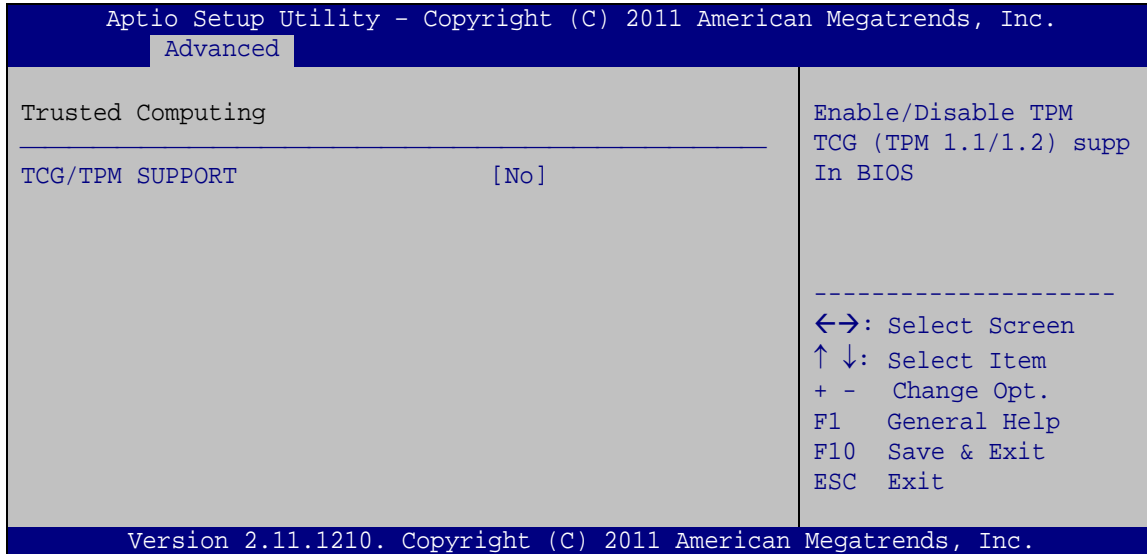 Aptio Setup Utility – Copyright (C) 2011 American Megatrends, Inc.
Advanced
Trusted Computing
TCG/TPM SUPPORT [No]
Enable/Disable TPM
TCG (TPM 1.1/1.2) supp
In BIOS
---------------------
←→: Select Screen
↑ ↓: Select Item
+ - Change Opt.
F1 General Help
F10 Save & Exit
ESC Exit
Version 2.11.1210. Copyright (C) 2011 American Megatrends, Inc.